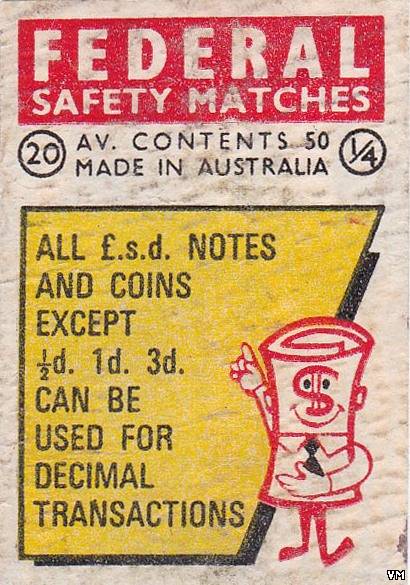 FEDERAL
SAFETY MATCHES
20 AV. CONTENTS 50 1/4
MADE IN AUSTRALIA
ALL £.s.d. NOTES
AND COINS
EXCEPT
½d. 1d. 3d.
CAN BE
USED FOR
DECIMAL
TRANSACTIONS
$
VM